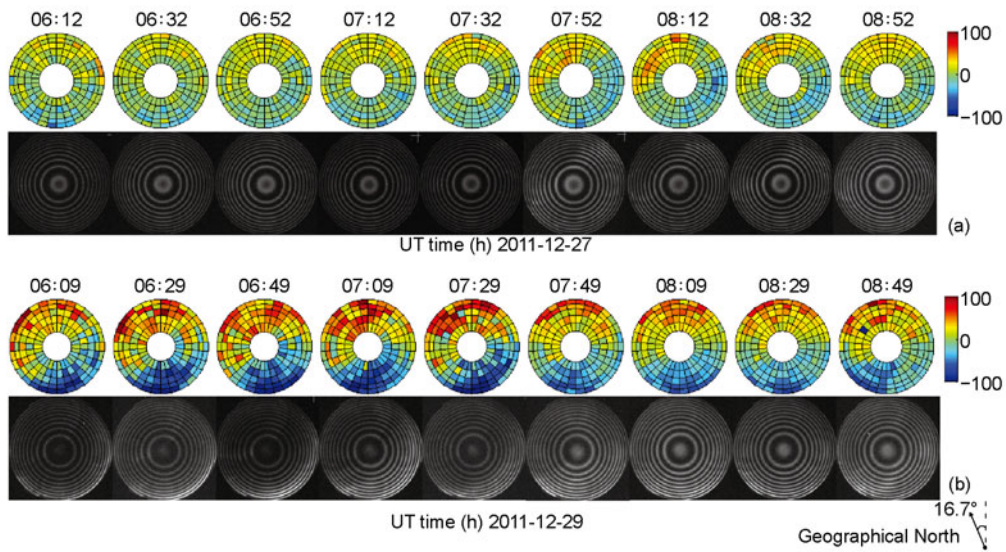 06:12 06:32 06:52 07:12 07:32 07:52 08:12 08:32 08:52
100
0
−100
(a)
UT time (h) 2011-12-27
06:09 06:29 06:49 07:09 07:29 07:49 08:09 08:29 08:49
100
0
−100
(b)
UT time (h) 2011-12-29
16.7°
Geographical North